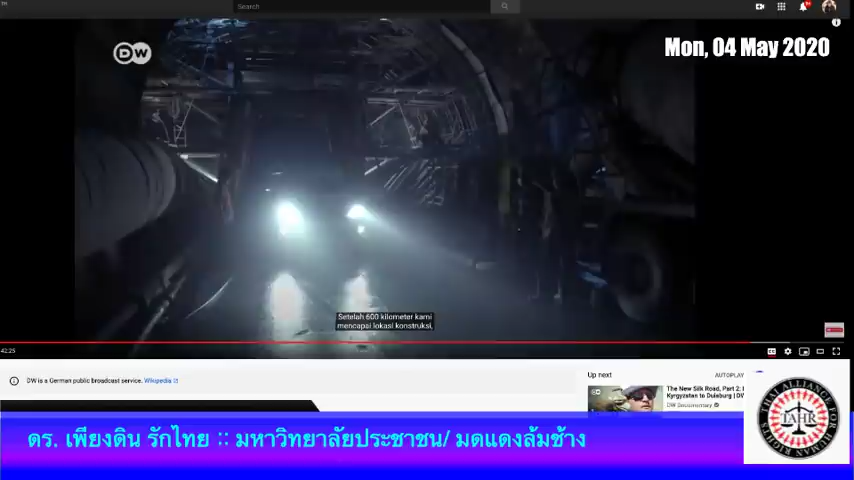 Search
DW
Mon, 04 May 2020
Setelah 600 kilometer kami
mencapai lokasi konstruksi,
42:25
DW is a German public broadcast service. Wikipedia
Up next
AUTOPLAY
The New Silk Road, Part 2:
Kyrgyzstan to Duisburg | DW
DW Documentary
THAI ALLIANCE FOR HUMAN RIGHTS
TAHR
ดร. เพียงดิน รักไทย :: มหาวิทยาลัยประชาชน/ มดแดงล้มช้าง